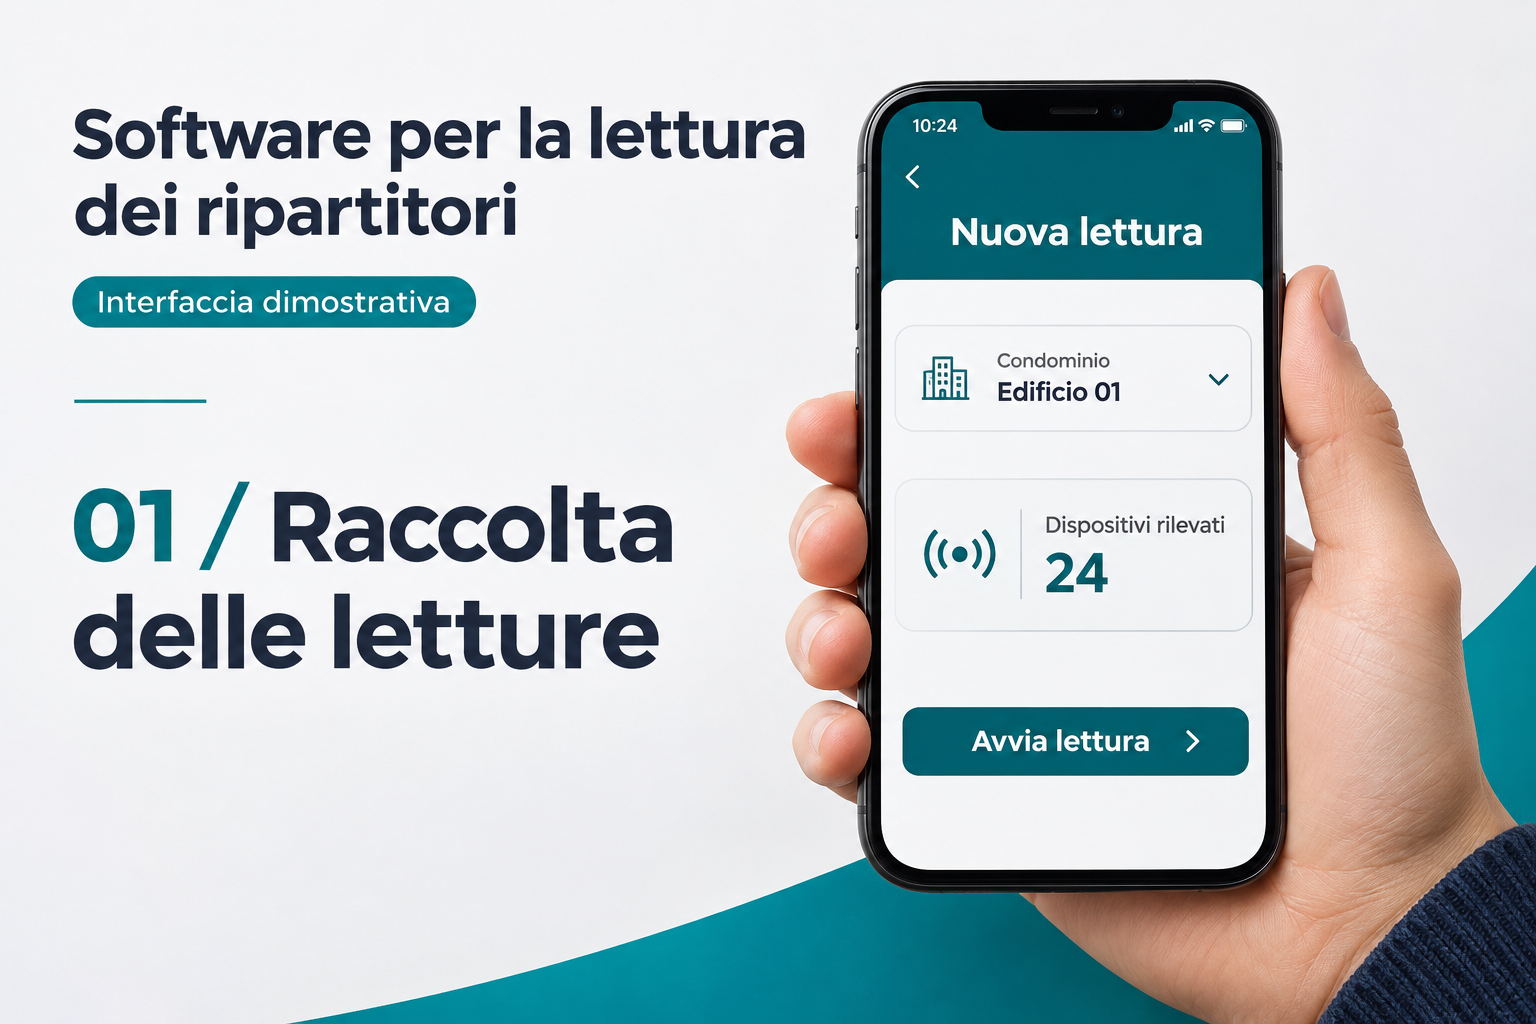 Software per la lettura
dei ripartitori
Interfaccia dimostrativa
01 / Raccolta
delle letture
10:24
Nuova lettura
Condominio
Edificio 01
Dispositivi rilevati
24
Avvia lettura